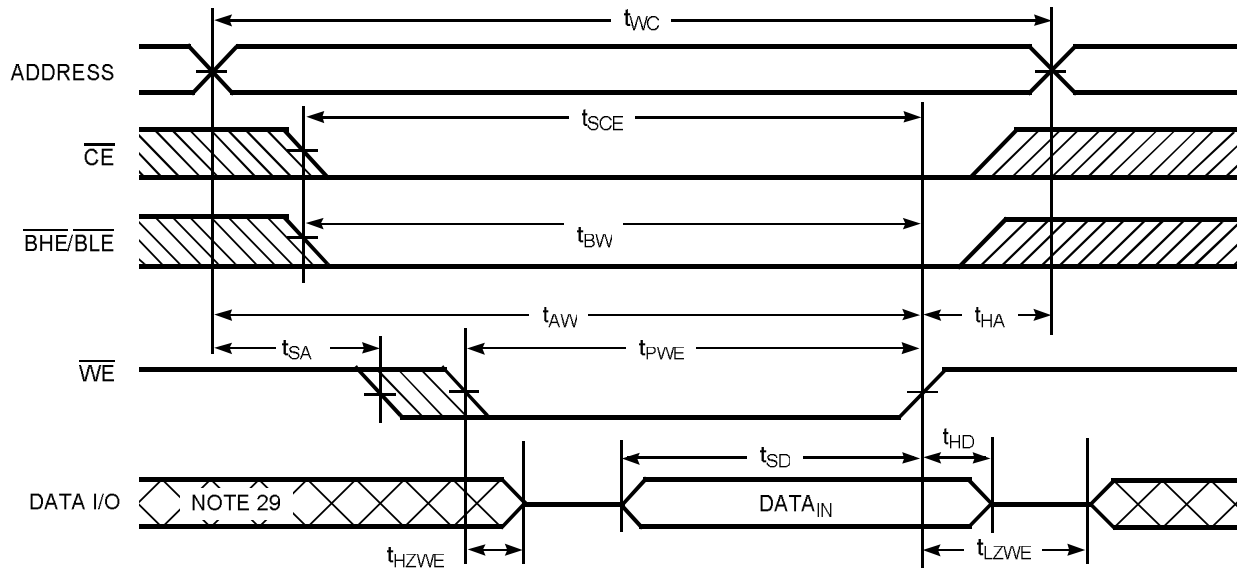 tWC
ADDRESS
tSCE
CE
BHE/BLE
tBW
tAW
tHA
tSA
tPWE
WE
tHD
tSD
DATA I/O
NOTE 29
DATAIN
tHZWE
tLZWE